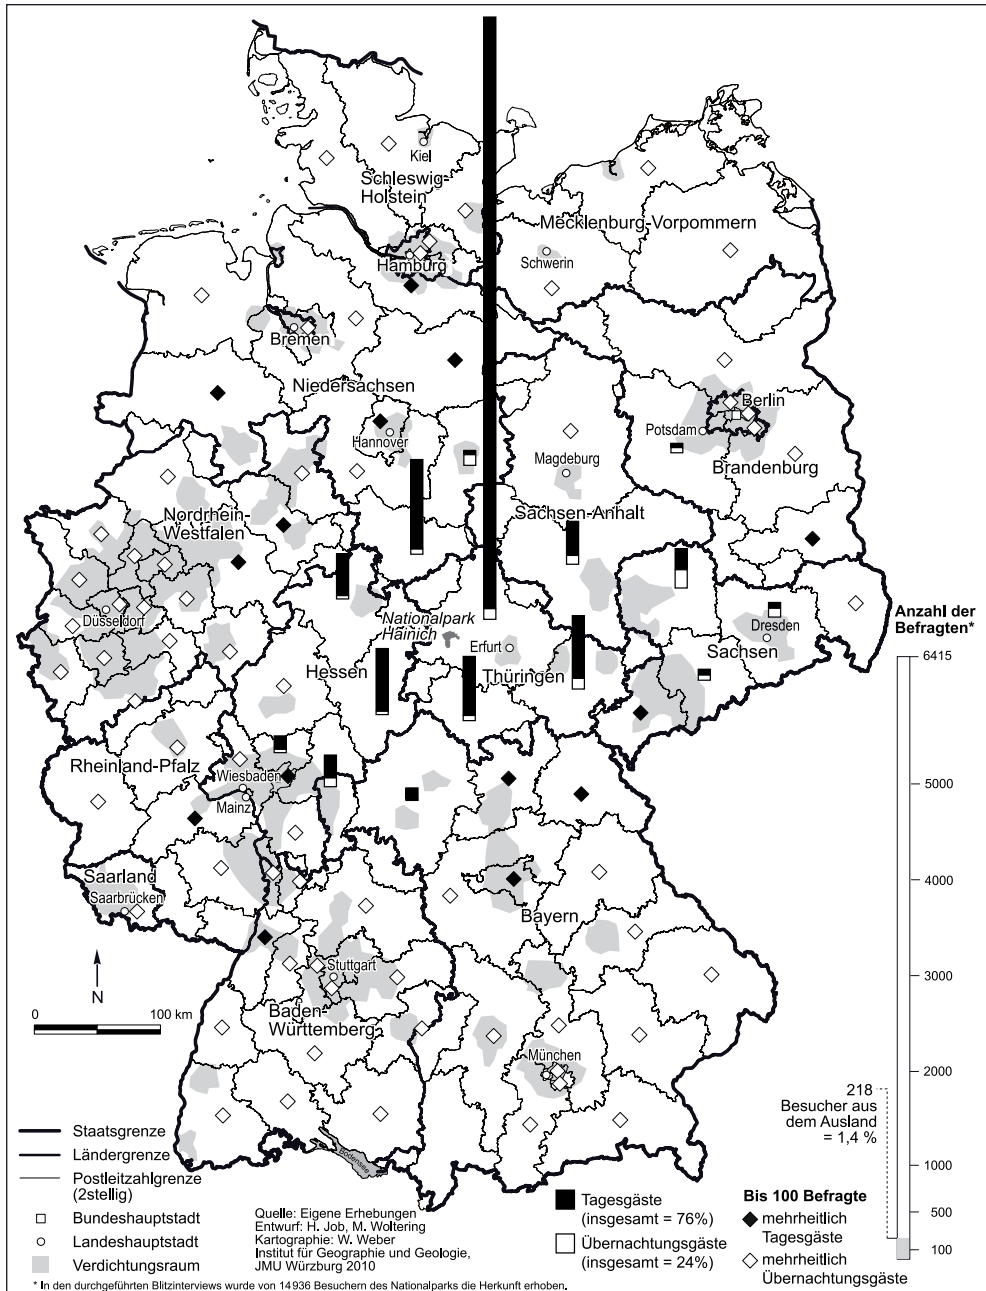 Kiel
Schleswig-
Holstein
Mecklenburg-Vorpommern
Hamburg
Schwerin
Bremen
Niedersachsen
Berlin
Hannover
Potsdam
Magdeburg
Brandenburg
Nordrhein-
Westfalen
Sachsen-Anhalt
Düsseldorf
Nationalpark
Hainich
Erfurt
Dresden
Sachsen
Hessen
Thüringen
Anzahl der
Befragten*
6415
Rheinland-Pfalz
Wiesbaden
Mainz
5000
Saarland
Saarbrücken
4000
Bayern
N
Stuttgart
3000
0 100 km
Baden-
Württemberg
München
2000
218
Besucher aus
dem Ausland
= 1,4 %
Bodensee
1000
500
100
Staatsgrenze
Ländergrenze
Postleitzahlgrenze
(2stellig)
Bundeshauptstadt
Landeshauptstadt
Verdichtungsraum
Quelle: Eigene Erhebungen
Entwurf: H. Job, M. Woltering
Kartographie: W. Weber
Institut für Geographie und Geologie,
JMU Würzburg 2010
Tagesgäste
(insgesamt = 76%)
Übernachtungsgäste
(insgesamt = 24%)
Bis 100 Befragte
mehrheitlich
Tagesgäste
mehrheitlich
Übernachtungsgäste
* In den durchgeführten Blitzinterviews wurde von 14936 Besuchern des Nationalparks die Herkunft erhoben.